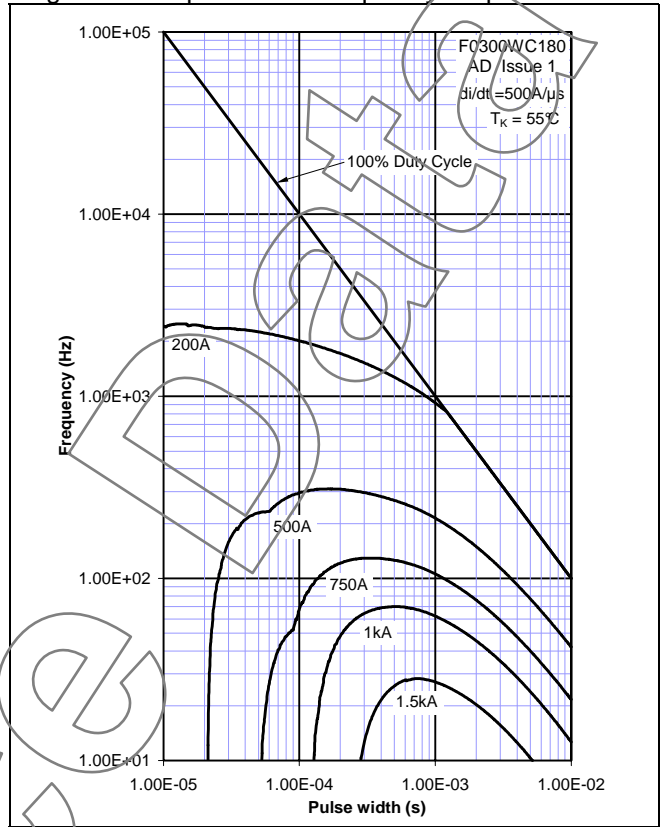 1.00E+05
F0300WC180
AD Issue 1
di/dt =500A/µs
TK = 55°C
100% Duty Cycle
1.00E+04
200A
1.00E+03
Frequency (Hz)
500A
1.00E+02
750A
1kA
1.5kA
1.00E+01
1.00E-05 1.00E-04 1.00E-03 1.00E-02
Pulse width (s)